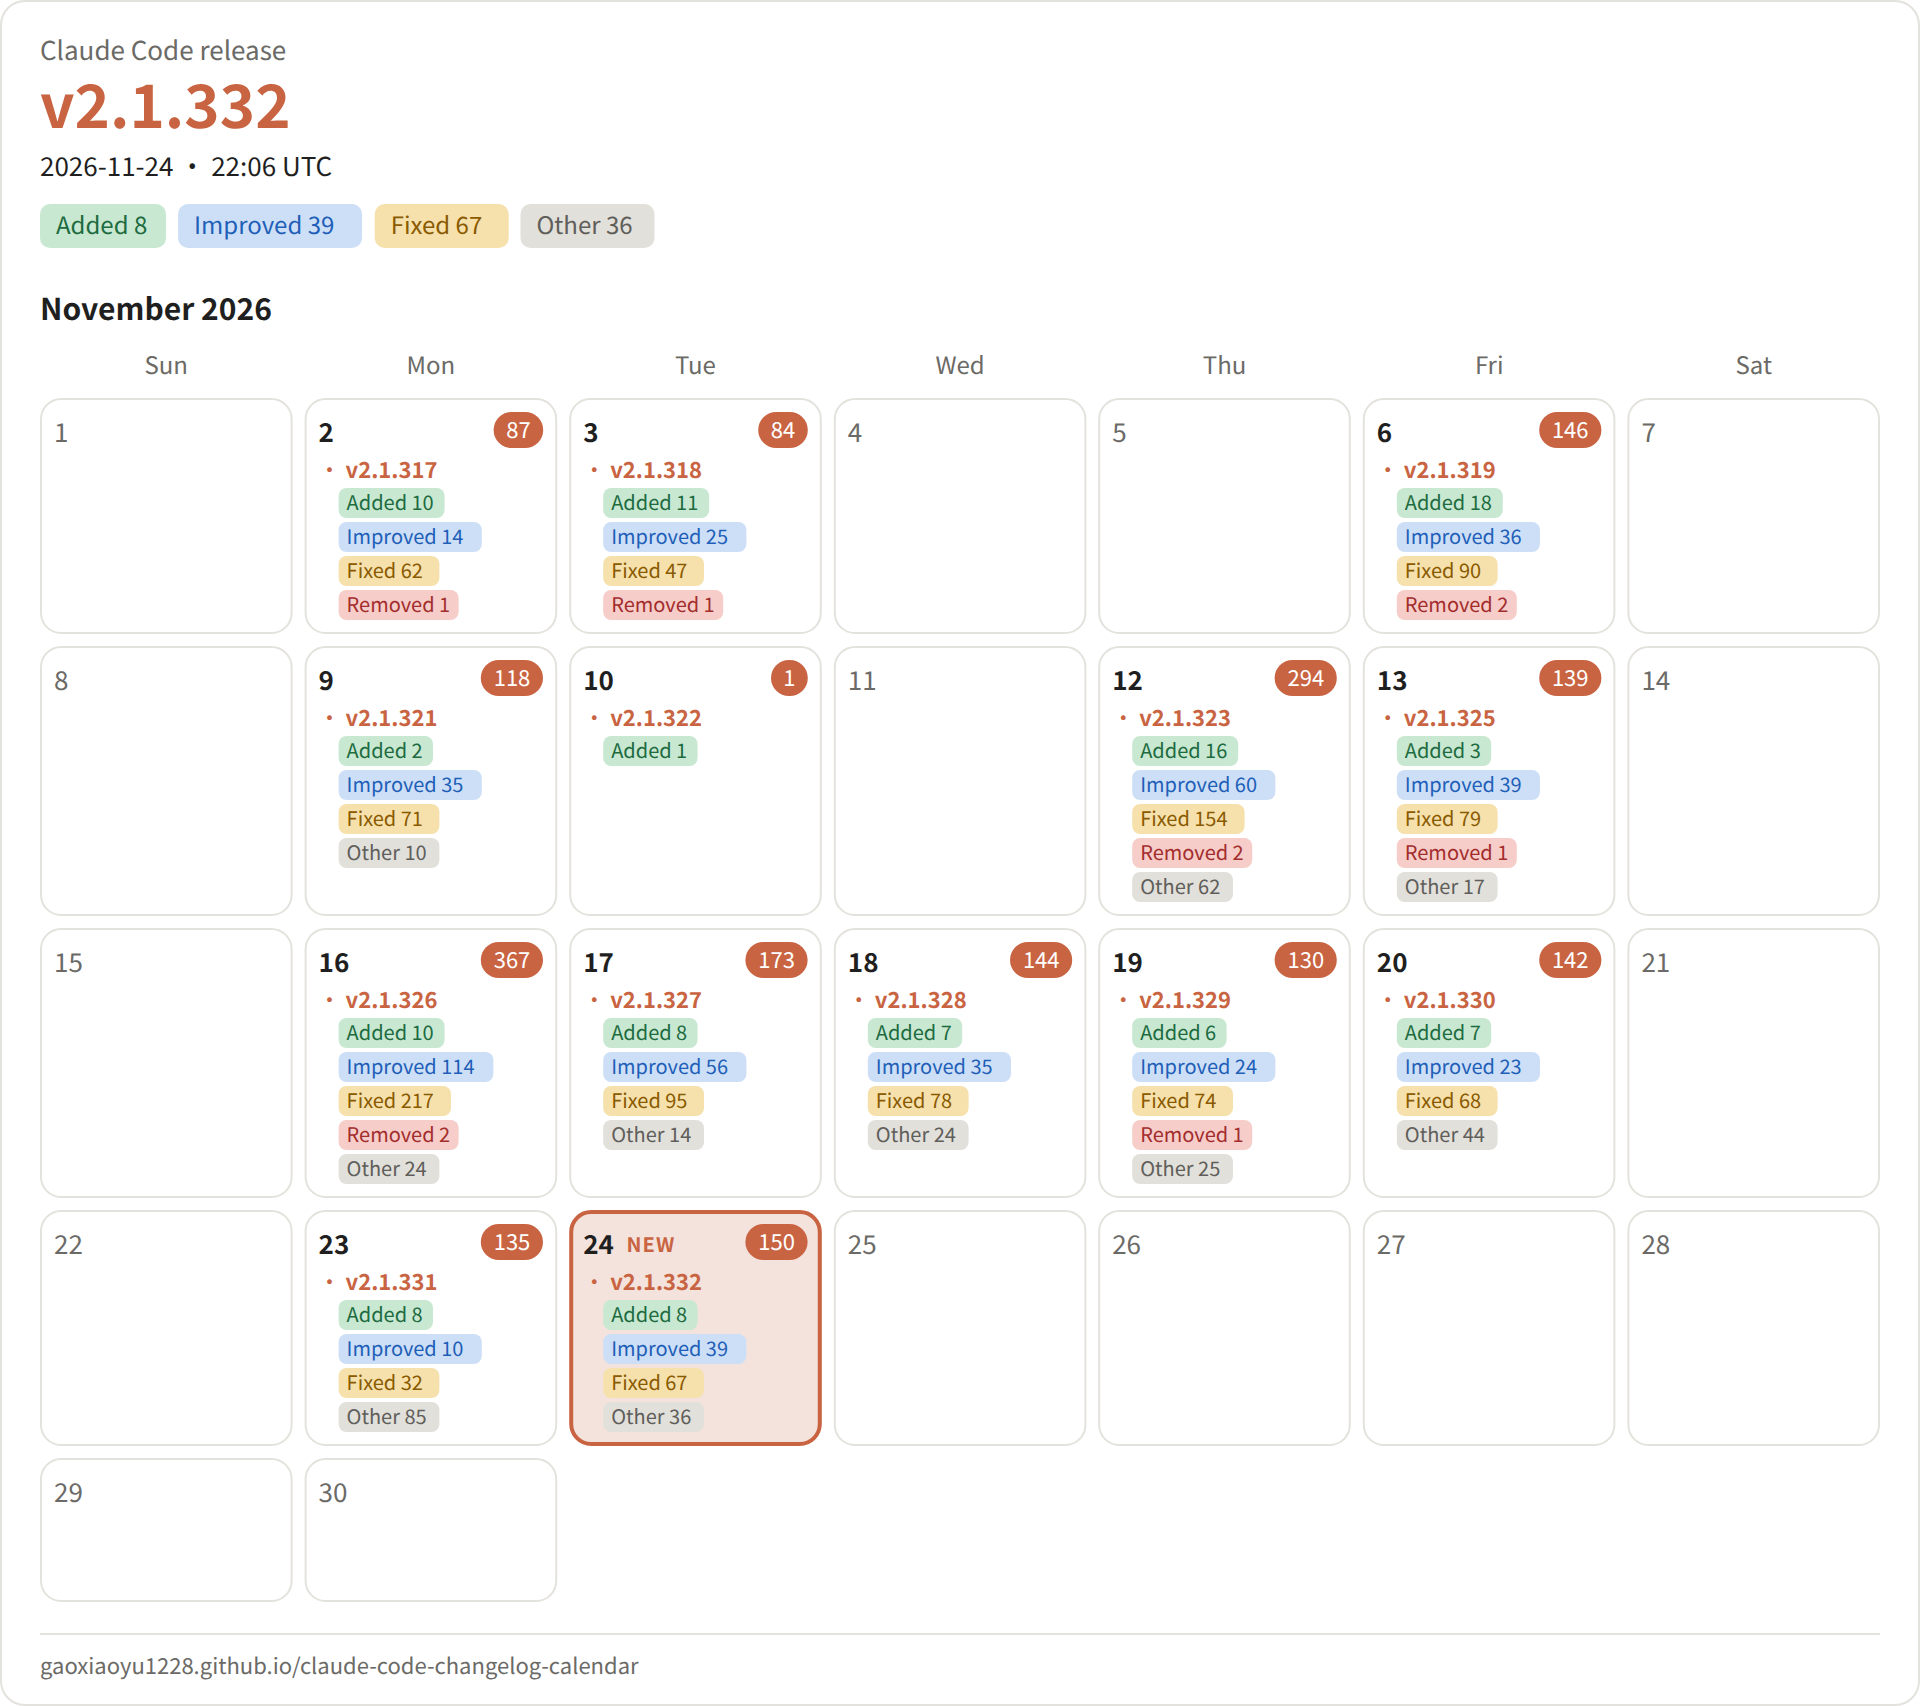 Claude Code release
v2.1.332
2026-11-24 • 22:06 UTC
Added 8 Improved 39 Fixed 67 Other 36
November 2026
Sun Mon Tue Wed Thu Fri Sat
1
2 87
• v2.1.317
Added 10
Improved 14
Fixed 62
Removed 1
3 84
• v2.1.318
Added 11
Improved 25
Fixed 47
Removed 1
4
5
6 146
• v2.1.319
Added 18
Improved 36
Fixed 90
Removed 2
7
8
9 118
• v2.1.321
Added 2
Improved 35
Fixed 71
Other 10
10 1
• v2.1.322
Added 1
11
12 294
• v2.1.323
Added 16
Improved 60
Fixed 154
Removed 2
Other 62
13 139
• v2.1.325
Added 3
Improved 39
Fixed 79
Removed 1
Other 17
14
15
16 367
• v2.1.326
Added 10
Improved 114
Fixed 217
Removed 2
Other 24
17 173
• v2.1.327
Added 8
Improved 56
Fixed 95
Other 14
18 144
• v2.1.328
Added 7
Improved 35
Fixed 78
Other 24
19 130
• v2.1.329
Added 6
Improved 24
Fixed 74
Removed 1
Other 25
20 142
• v2.1.330
Added 7
Improved 23
Fixed 68
Other 44
21
22
23 135
• v2.1.331
Added 8
Improved 10
Fixed 32
Other 85
24 NEW 150
• v2.1.332
Added 8
Improved 39
Fixed 67
Other 36
25
26
27
28
29
30
gaoxiaoyu1228.github.io/claude-code-changelog-calendar